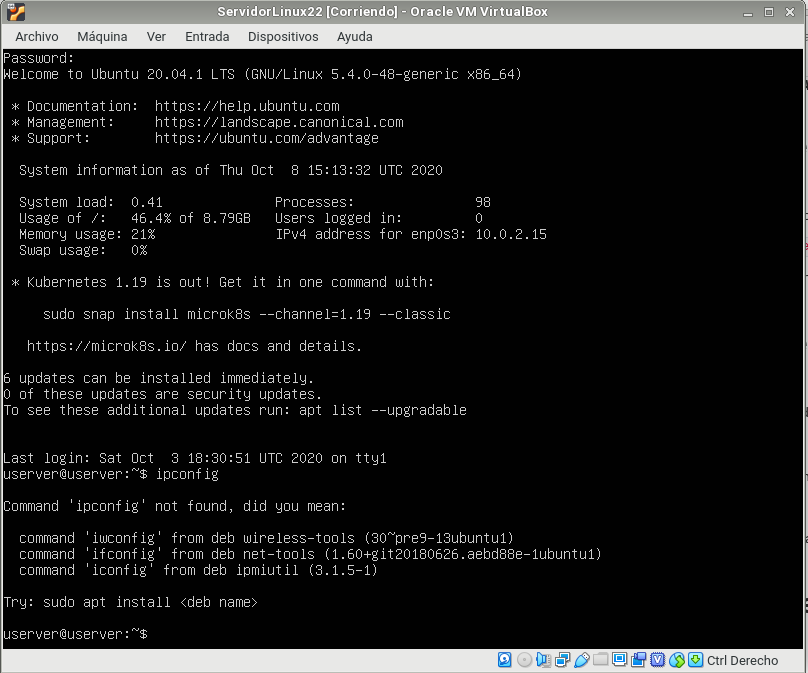 ServidorLinux22 [Corriendo] - Oracle VM VirtualBox
Archivo Máquina Ver Entrada Dispositivos Ayuda
Password:
Welcome to Ubuntu 20.04.1 LTS (GNU/Linux 5.4.0-48-generic x86_64)
* Documentation: https://help.ubuntu.com
* Management: https://landscape.canonical.com
* Support: https://ubuntu.com/advantage
System information as of Thu Oct 8 15:13:32 UTC 2020
System load: 0.41 Processes: 98
Usage of /: 46.4% of 8.79GB Users logged in: 0
Memory usage: 21% IPv4 address for enp0s3: 10.0.2.15
Swap usage: 0%
* Kubernetes 1.19 is out! Get it in one command with:
sudo snap install microk8s --channel=1.19 --classic
https://microk8s.io/ has docs and details.
6 updates can be installed immediately.
0 of these updates are security updates.
To see these additional updates run: apt list --upgradable
Last login: Sat Oct 3 18:30:51 UTC 2020 on tty1
userver@userver:~$ ipconfig
Command 'ipconfig' not found, did you mean:
command 'iwconfig' from deb wireless-tools (30~pre9-13ubuntu1)
command 'ifconfig' from deb net-tools (1.60+git20180626.aebd88e-1ubuntu1)
command 'iconfig' from deb ipmiutil (3.1.5-1)
Try: sudo apt install <deb name>
userver@userver:~$
Ctrl Derecho